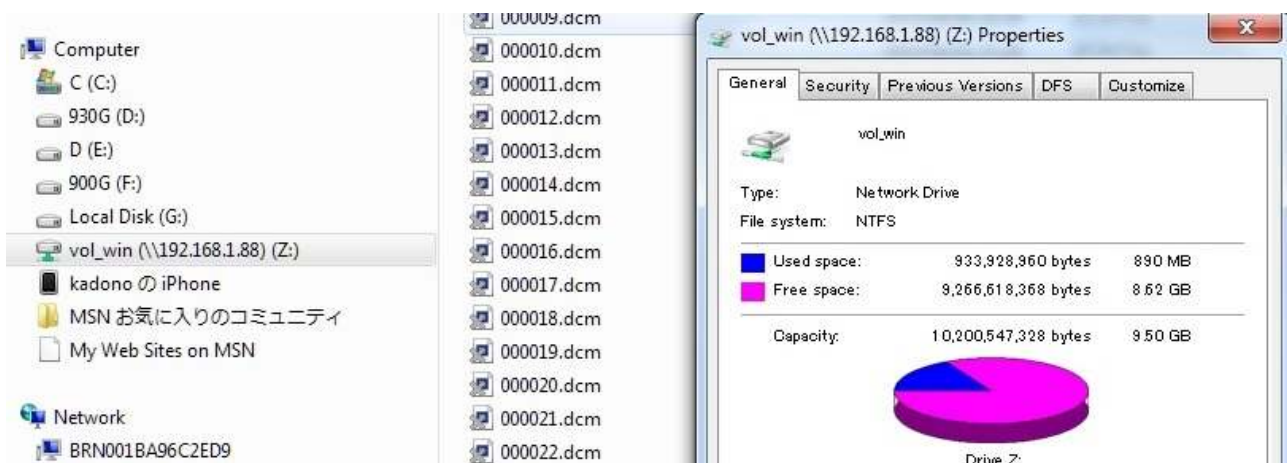 Computer
C (C:)
930G (D:)
D (E:)
900G (F:)
Local Disk (G:)
vol_win (\\192.168.1.88) (Z:)
kadono の iPhone
MSN お気に入りのコミュニティ
My Web Sites on MSN
Network
BRN001BA96C2ED9
000009.dcm
000010.dcm
000011.dcm
000012.dcm
000013.dcm
000014.dcm
000015.dcm
000016.dcm
000017.dcm
000018.dcm
000019.dcm
000020.dcm
000021.dcm
000022.dcm
vol_win (\\192.168.1.88) (Z:) Properties
General Security Previous Versions DFS Customize
vol_win
Type: Network Drive
File system: NTFS
Used space: 933,928,960 bytes 890 MB
Free space: 9,266,618,368 bytes 8.62 GB
Capacity: 10,200,547,328 bytes 9.50 GB
Drive Z: